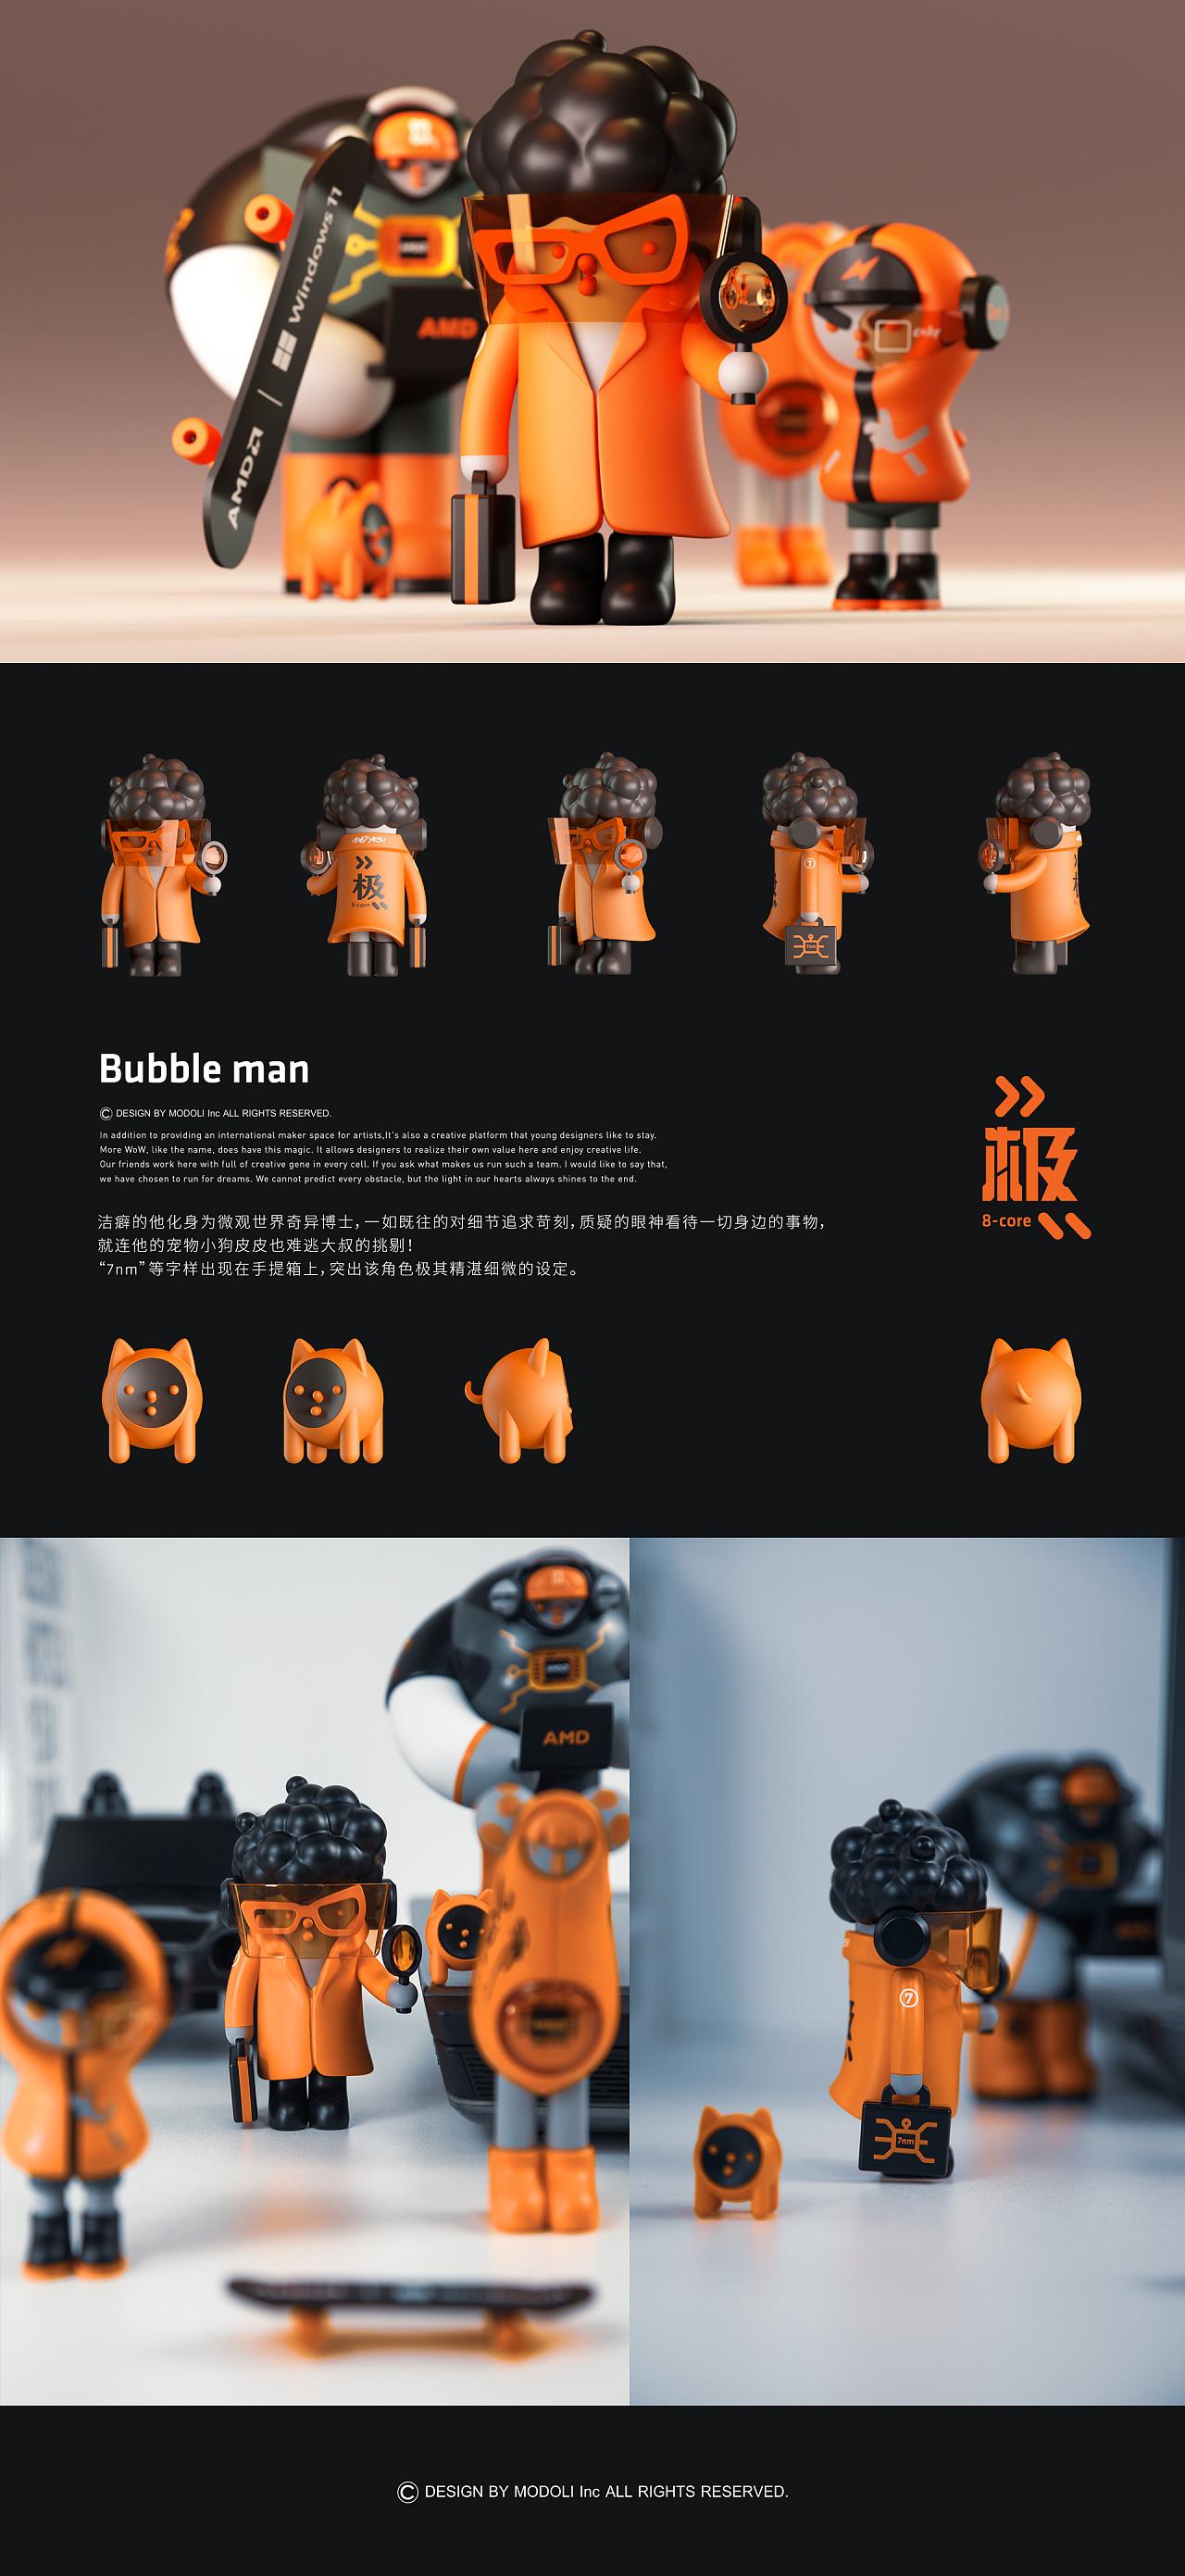 Windows 11
AMD
AMD
极
8-core
7
7nm
Bubble man
© DESIGN BY MODOLI Inc ALL RIGHTS RESERVED.
In addition to providing an international maker space for artists,It's also a creative platform that young designers like to stay.
More WoW, like the name, does have this magic. It allows designers to realize their own value here and enjoy creative life.
Our friends work here with full of creative gene in every cell. If you ask what makes us run such a team. I would like to say that,
we have chosen to run for dreams. We cannot predict every obstacle, but the light in our hearts always shines to the end.
极
8-core
洁癖的他化身为微观世界奇异博士,一如既往的对细节追求苛刻,质疑的眼神看待一切身边的事物,
就连他的宠物小狗皮皮也难逃大叔的挑剔!
“7nm”等字样出现在手提箱上,突出该角色极其精湛细微的设定。
AMD
7
7nm
© DESIGN BY MODOLI Inc ALL RIGHTS RESERVED.